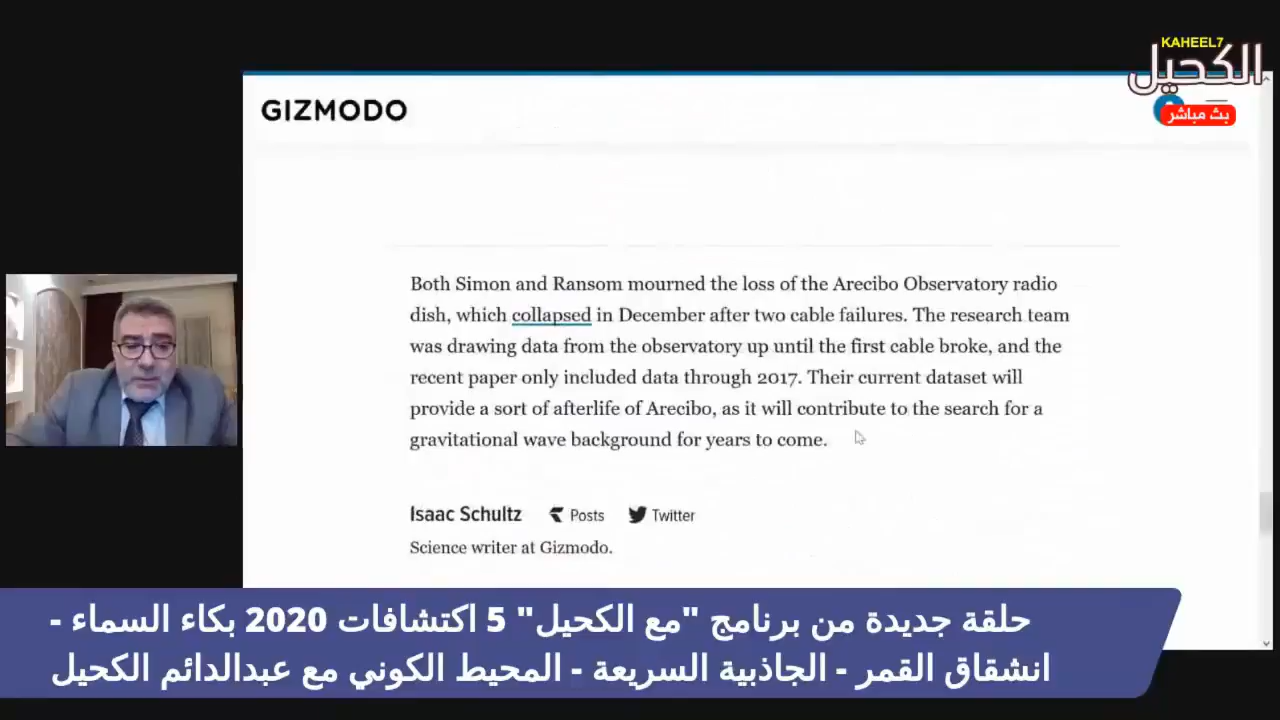 KAHEEL7
الكحيل
بث مباشر
GIZMODO
Both Simon and Ransom mourned the loss of the Arecibo Observatory radio
dish, which collapsed in December after two cable failures. The research team
was drawing data from the observatory up until the first cable broke, and the
recent paper only included data through 2017. Their current dataset will
provide a sort of afterlife of Arecibo, as it will contribute to the search for a
gravitational wave background for years to come.
Isaac Schultz Posts Twitter
Science writer at Gizmodo.
حلقة جديدة من برنامج "مع الكحيل" 5 اكتشافات 2020 بكاء السماء -
انشقاق القمر - الجاذبية السريعة - المحيط الكوني مع عبدالدائم الكحيل